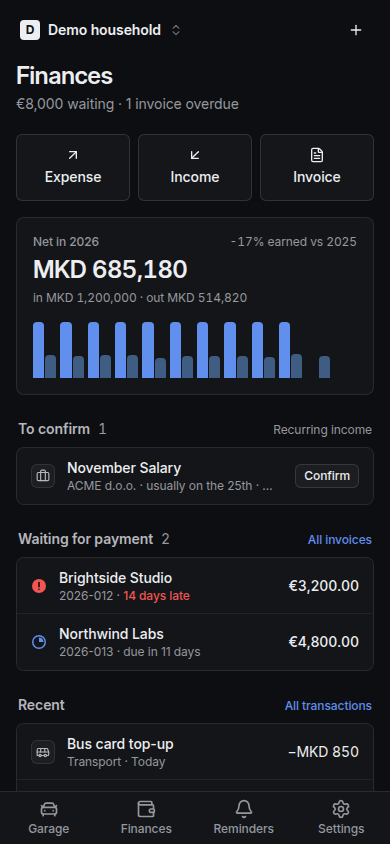 D Demo household
Finances
€8,000 waiting · 1 invoice overdue
Expense
Income
Invoice
Net in 2026
-17% earned vs 2025
MKD 685,180
in MKD 1,200,000 · out MKD 514,820
To confirm 1
Recurring income
November Salary
ACME d.o.o. · usually on the 25th · ...
Confirm
Waiting for payment 2
All invoices
Brightside Studio
2026-012 · 14 days late
€3,200.00
Northwind Labs
2026-013 · due in 11 days
€4,800.00
Recent
All transactions
Bus card top-up
Transport · Today
−MKD 850
Garage
Finances
Reminders
Settings